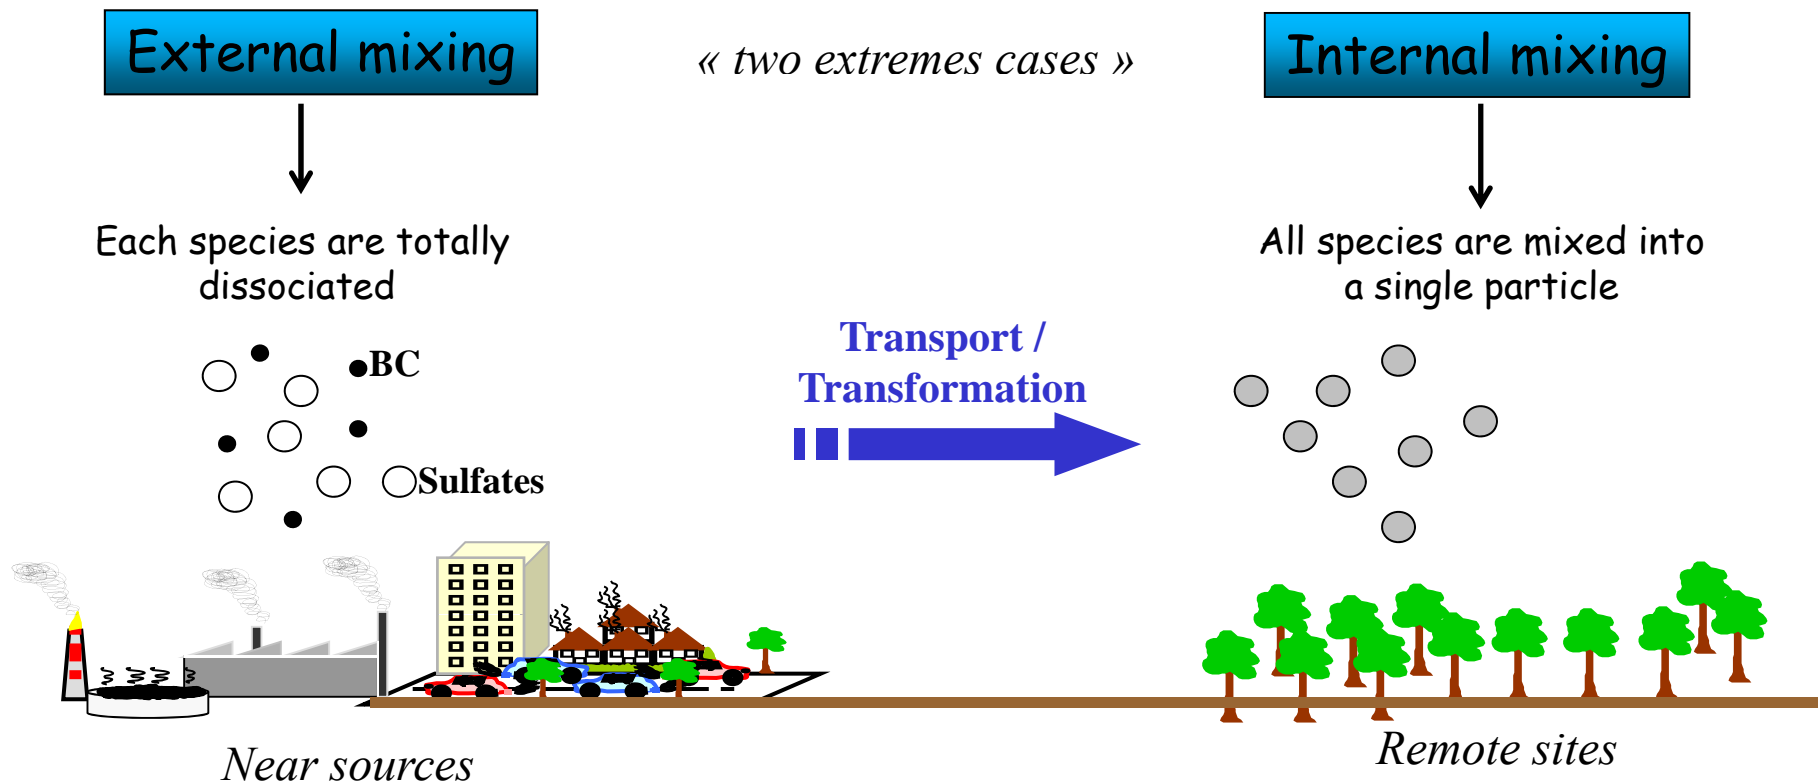 External mixing
« two extremes cases »
Internal mixing
Each species are totally
dissociated
All species are mixed into
a single particle
BC
Sulfates
Transport /
Transformation
Near sources
Remote sites